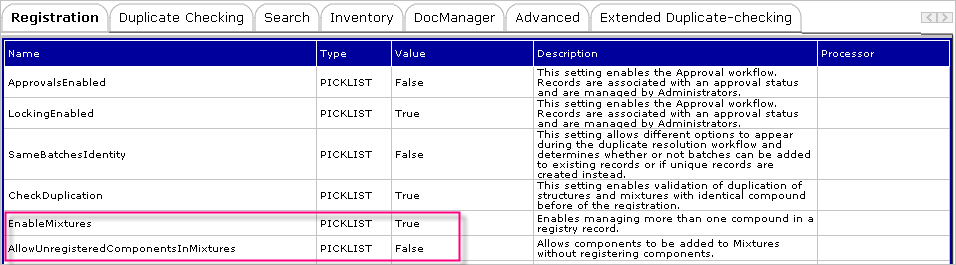 Registration Duplicate Checking Search Inventory DocManager Advanced Extended Duplicate-checking
Name Type Value Description Processor
ApprovalsEnabled PICKLIST False This setting enables the Approval workflow.
Records are associated with an approval status
and are managed by Administrators.
LockingEnabled PICKLIST True This setting enables the Approval workflow.
Records are associated with an approval status
and are managed by Administrators.
SameBatchesIdentity PICKLIST False This setting allows different options to appear
during the duplicate resolution workflow and
determines whether or not batches can be added
to existing records or if unique records are
created instead.
CheckDuplication PICKLIST True This setting enables validation of duplication of
structures and mixtures with identical compound
before of the registration.
EnableMixtures PICKLIST True Enables managing more than one compound in a
registry record.
AllowUnregisteredComponentsInMixtures PICKLIST False Allows components to be added to Mixtures
without registering components.